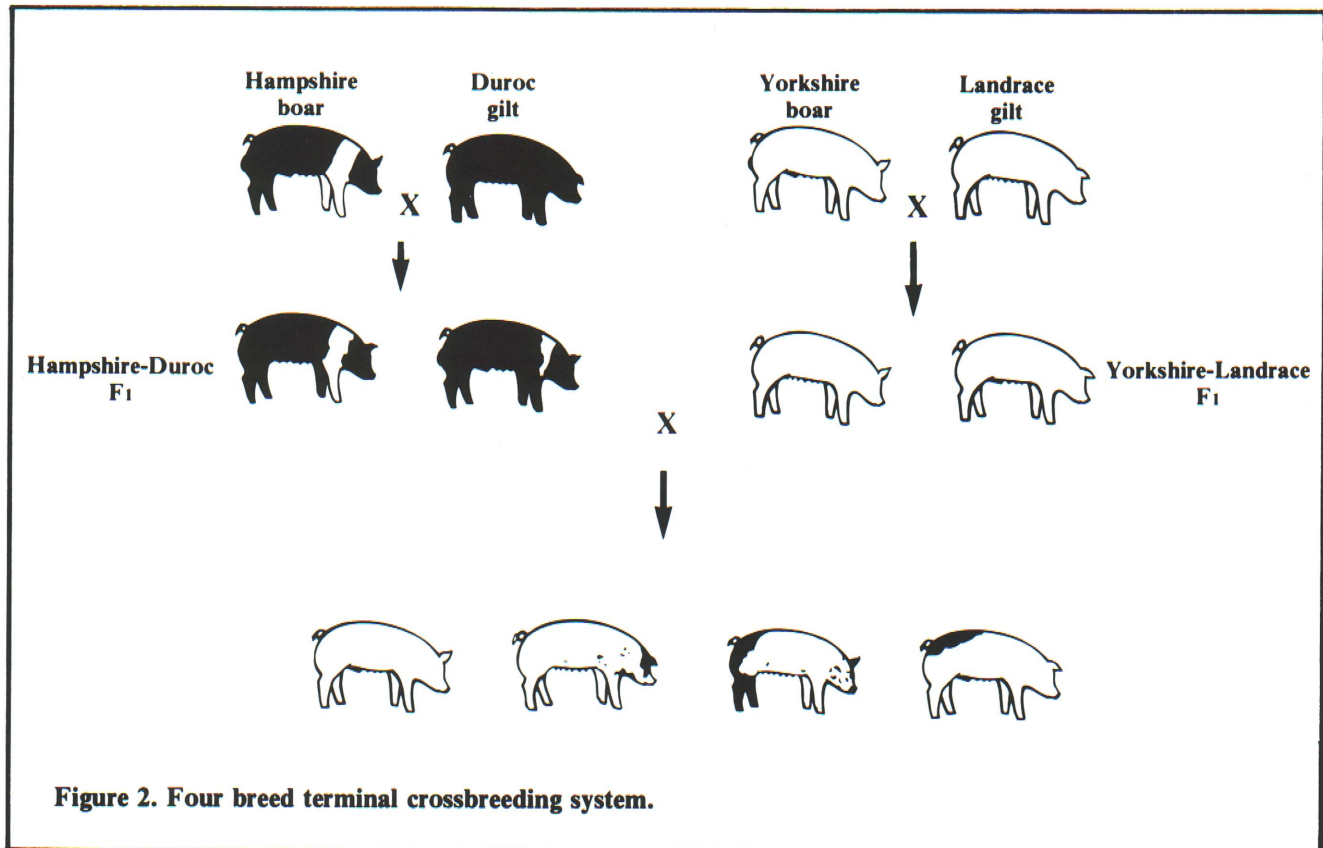 Hampshire
boar
Duroc
gilt
Yorkshire
boar
Landrace
gilt
X
X
Hampshire-Duroc
F1
Yorkshire-Landrace
F1
X
Figure 2. Four breed terminal crossbreeding system.